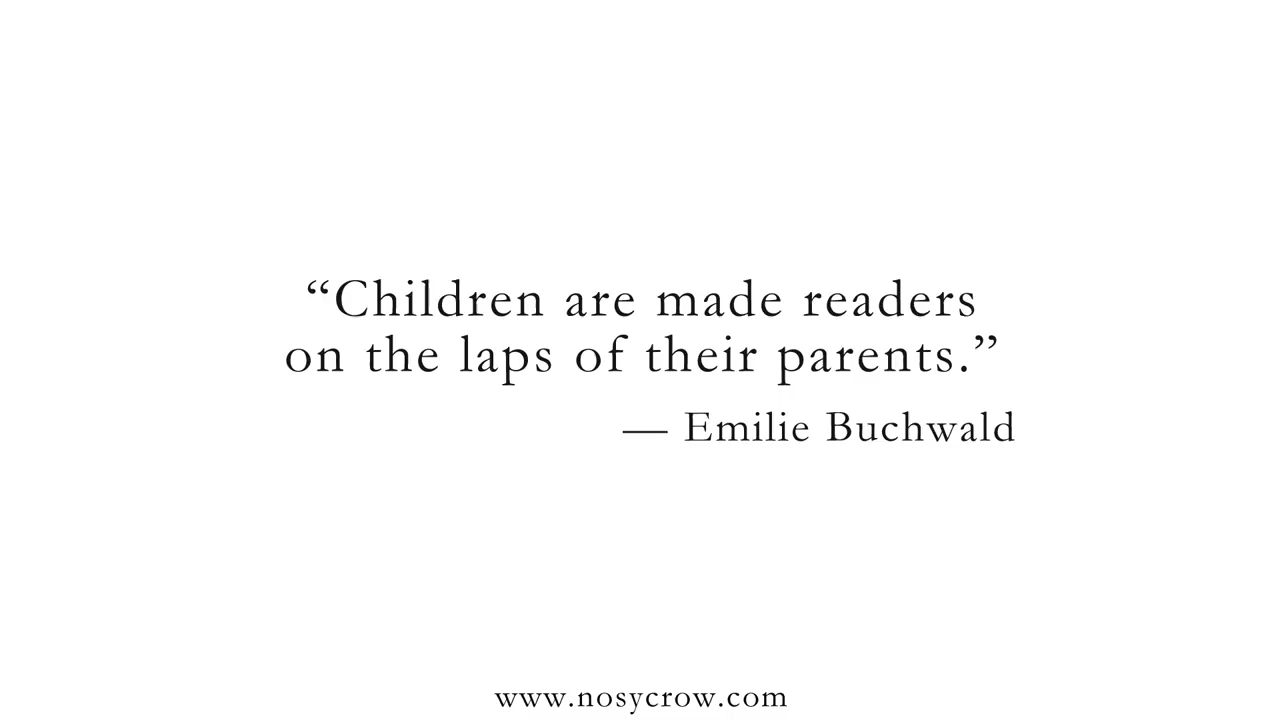 “Children are made readers
on the laps of their parents.”
— Emilie Buchwald
www.nosycrow.com